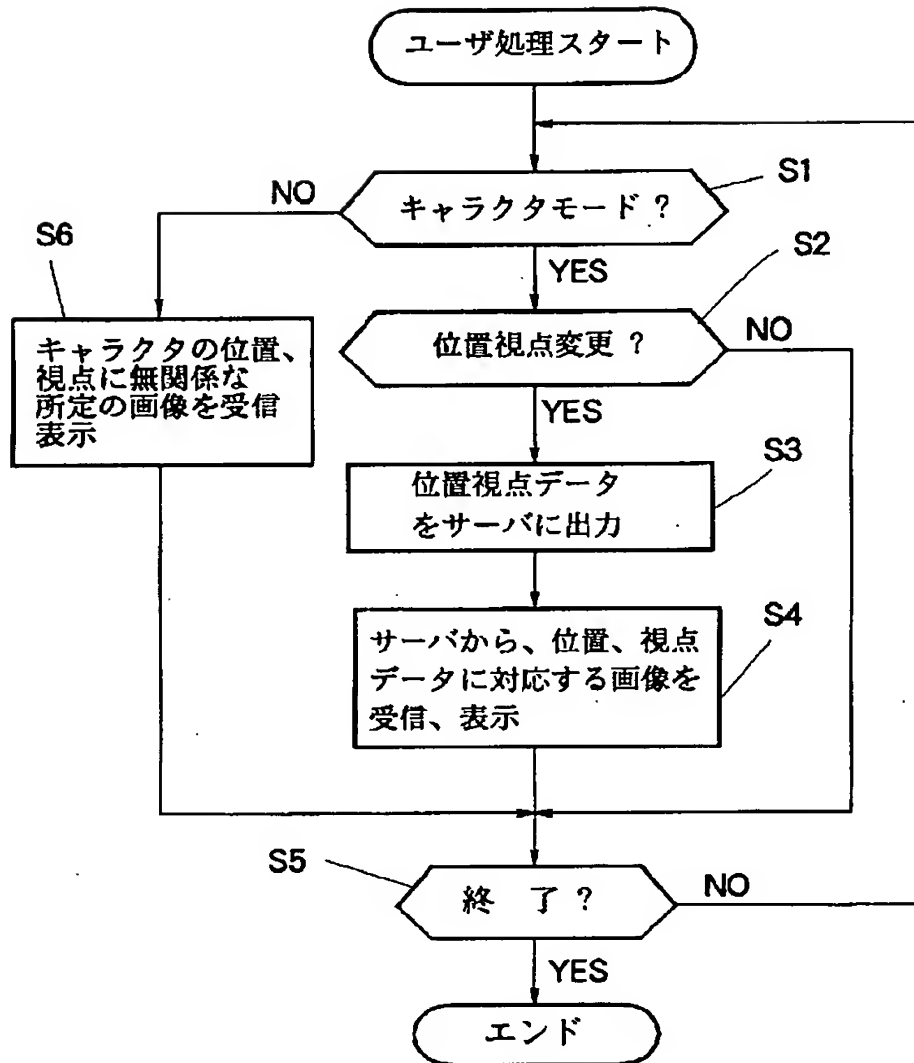 ユーザ処理スタート
S1
NO
キャラクタモード？
S6
YES
S2
キャラクタの位置、
視点に無関係な
所定の画像を受信
表示
位置視点変更？
NO
YES
S3
位置視点データ
をサーバに出力
S4
サーバから、位置、視点
データに対応する画像を
受信、表示
S5
終 了？
NO
YES
エンド